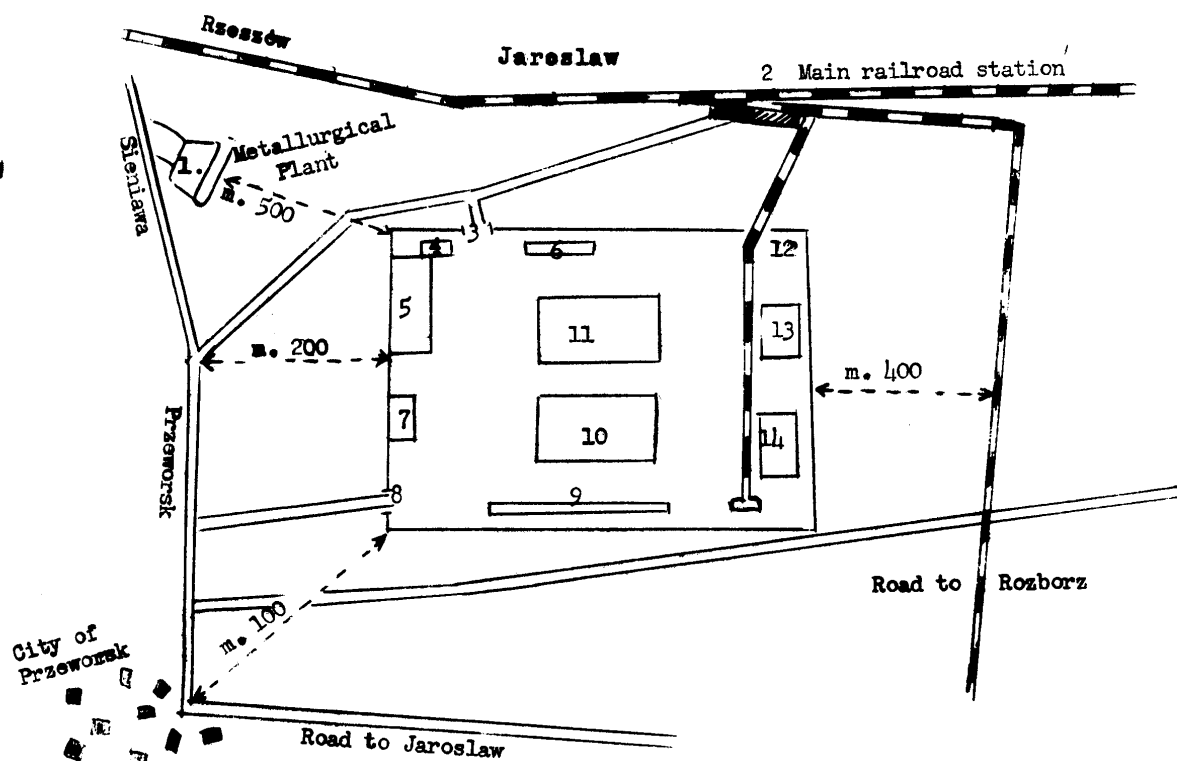 Rzeszów
Jaroslaw
2 Main railroad station
Sieniawa
1.
Metallurgical
Plant
m. 500
3
4
6
12
5
11
13
m. 200
m. 400
7
10
14
Przeworsk
8
9
Road to Rozborz
m. 100
City of
Przeworsk
Road to Jaroslaw